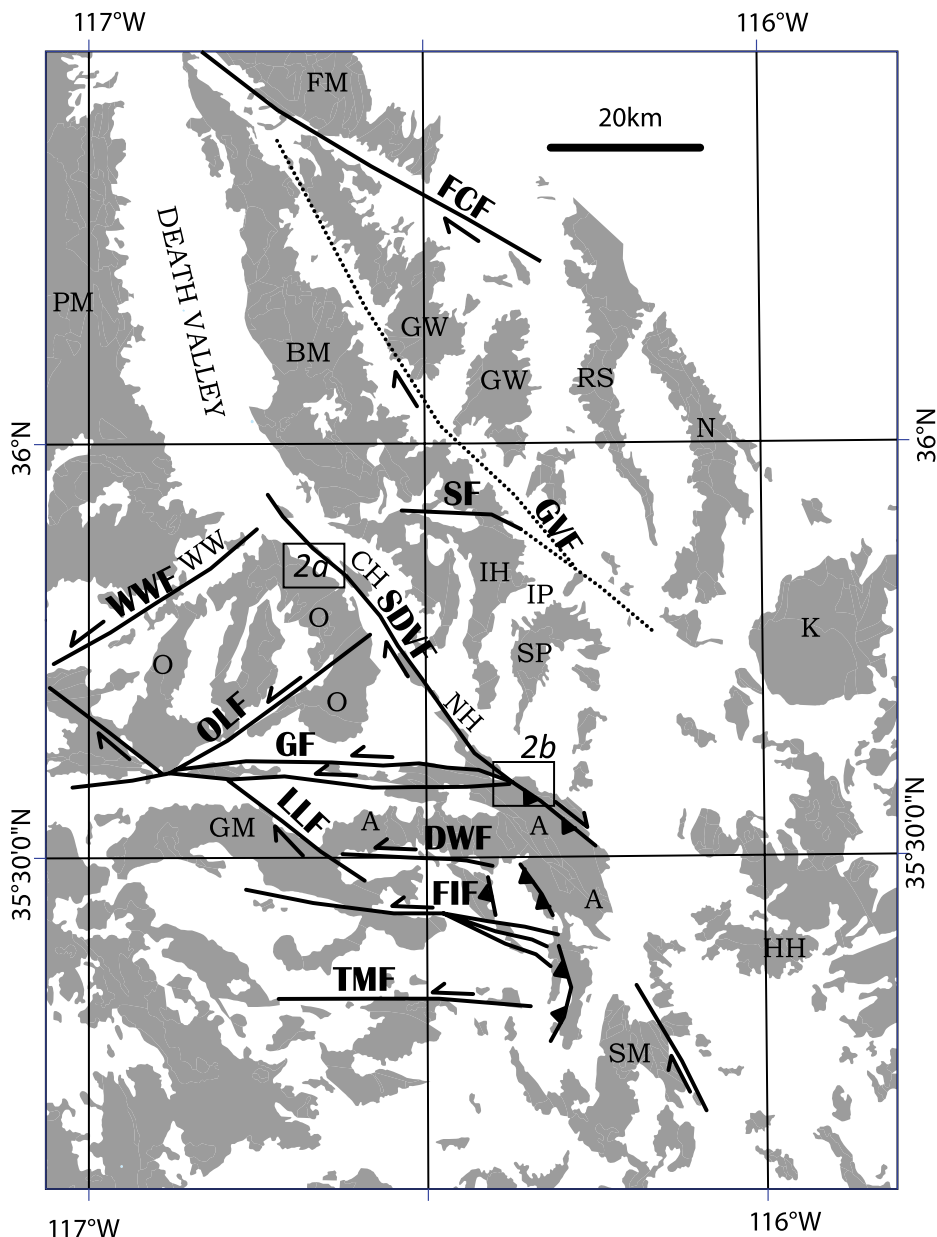 117°W
116°W
FM
20km
FCF
DEATH VALLEY
PM
GW
BM
GW
RS
N
36°N
36°N
SF
GVF
WW
WWF
2a
CH
SDVF
IH
IP
O
K
O
SP
O
OLF
NH
GF
2b
LLF
GM
A
DWF
A
35°30'0"N
35°30'0"N
FIF
A
HH
TMF
SM
117°W
116°W